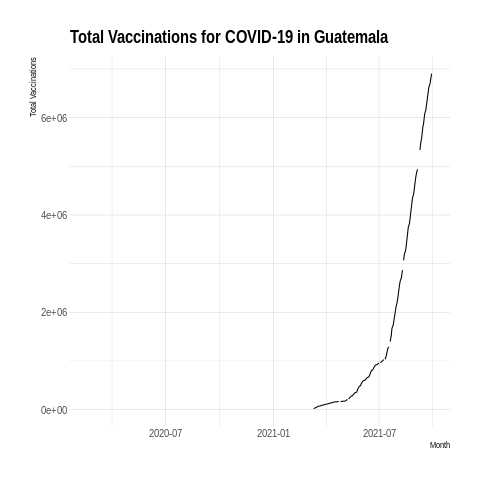 Total Vaccinations for COVID-19 in Guatemala
Total Vaccinations
6e+06
4e+06
2e+06
0e+00
2020-07 2021-01 2021-07
Month